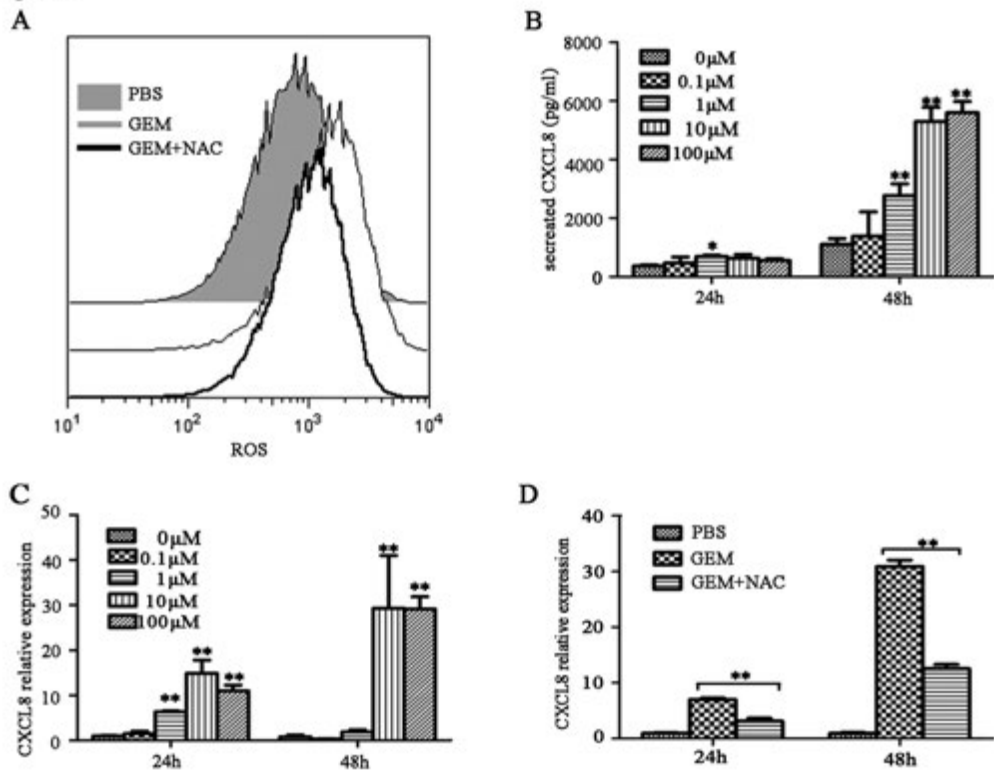 A
PBS
GEM
GEM+NAC
10¹ 10² 10³ 10⁴
ROS
B
secreated CXCL8 (pg/ml)
8000
6000
4000
2000
0
0μM
0.1μM
1μM
10μM
100μM
*
**
**
**
24h 48h
C
CXCL8 relative expression
50
40
30
20
10
0
0μM
0.1μM
1μM
10μM
100μM
**
**
**
**
**
24h 48h
D
CXCL8 relative expression
40
30
20
10
0
PBS
GEM
GEM+NAC
**
**
24h 48h